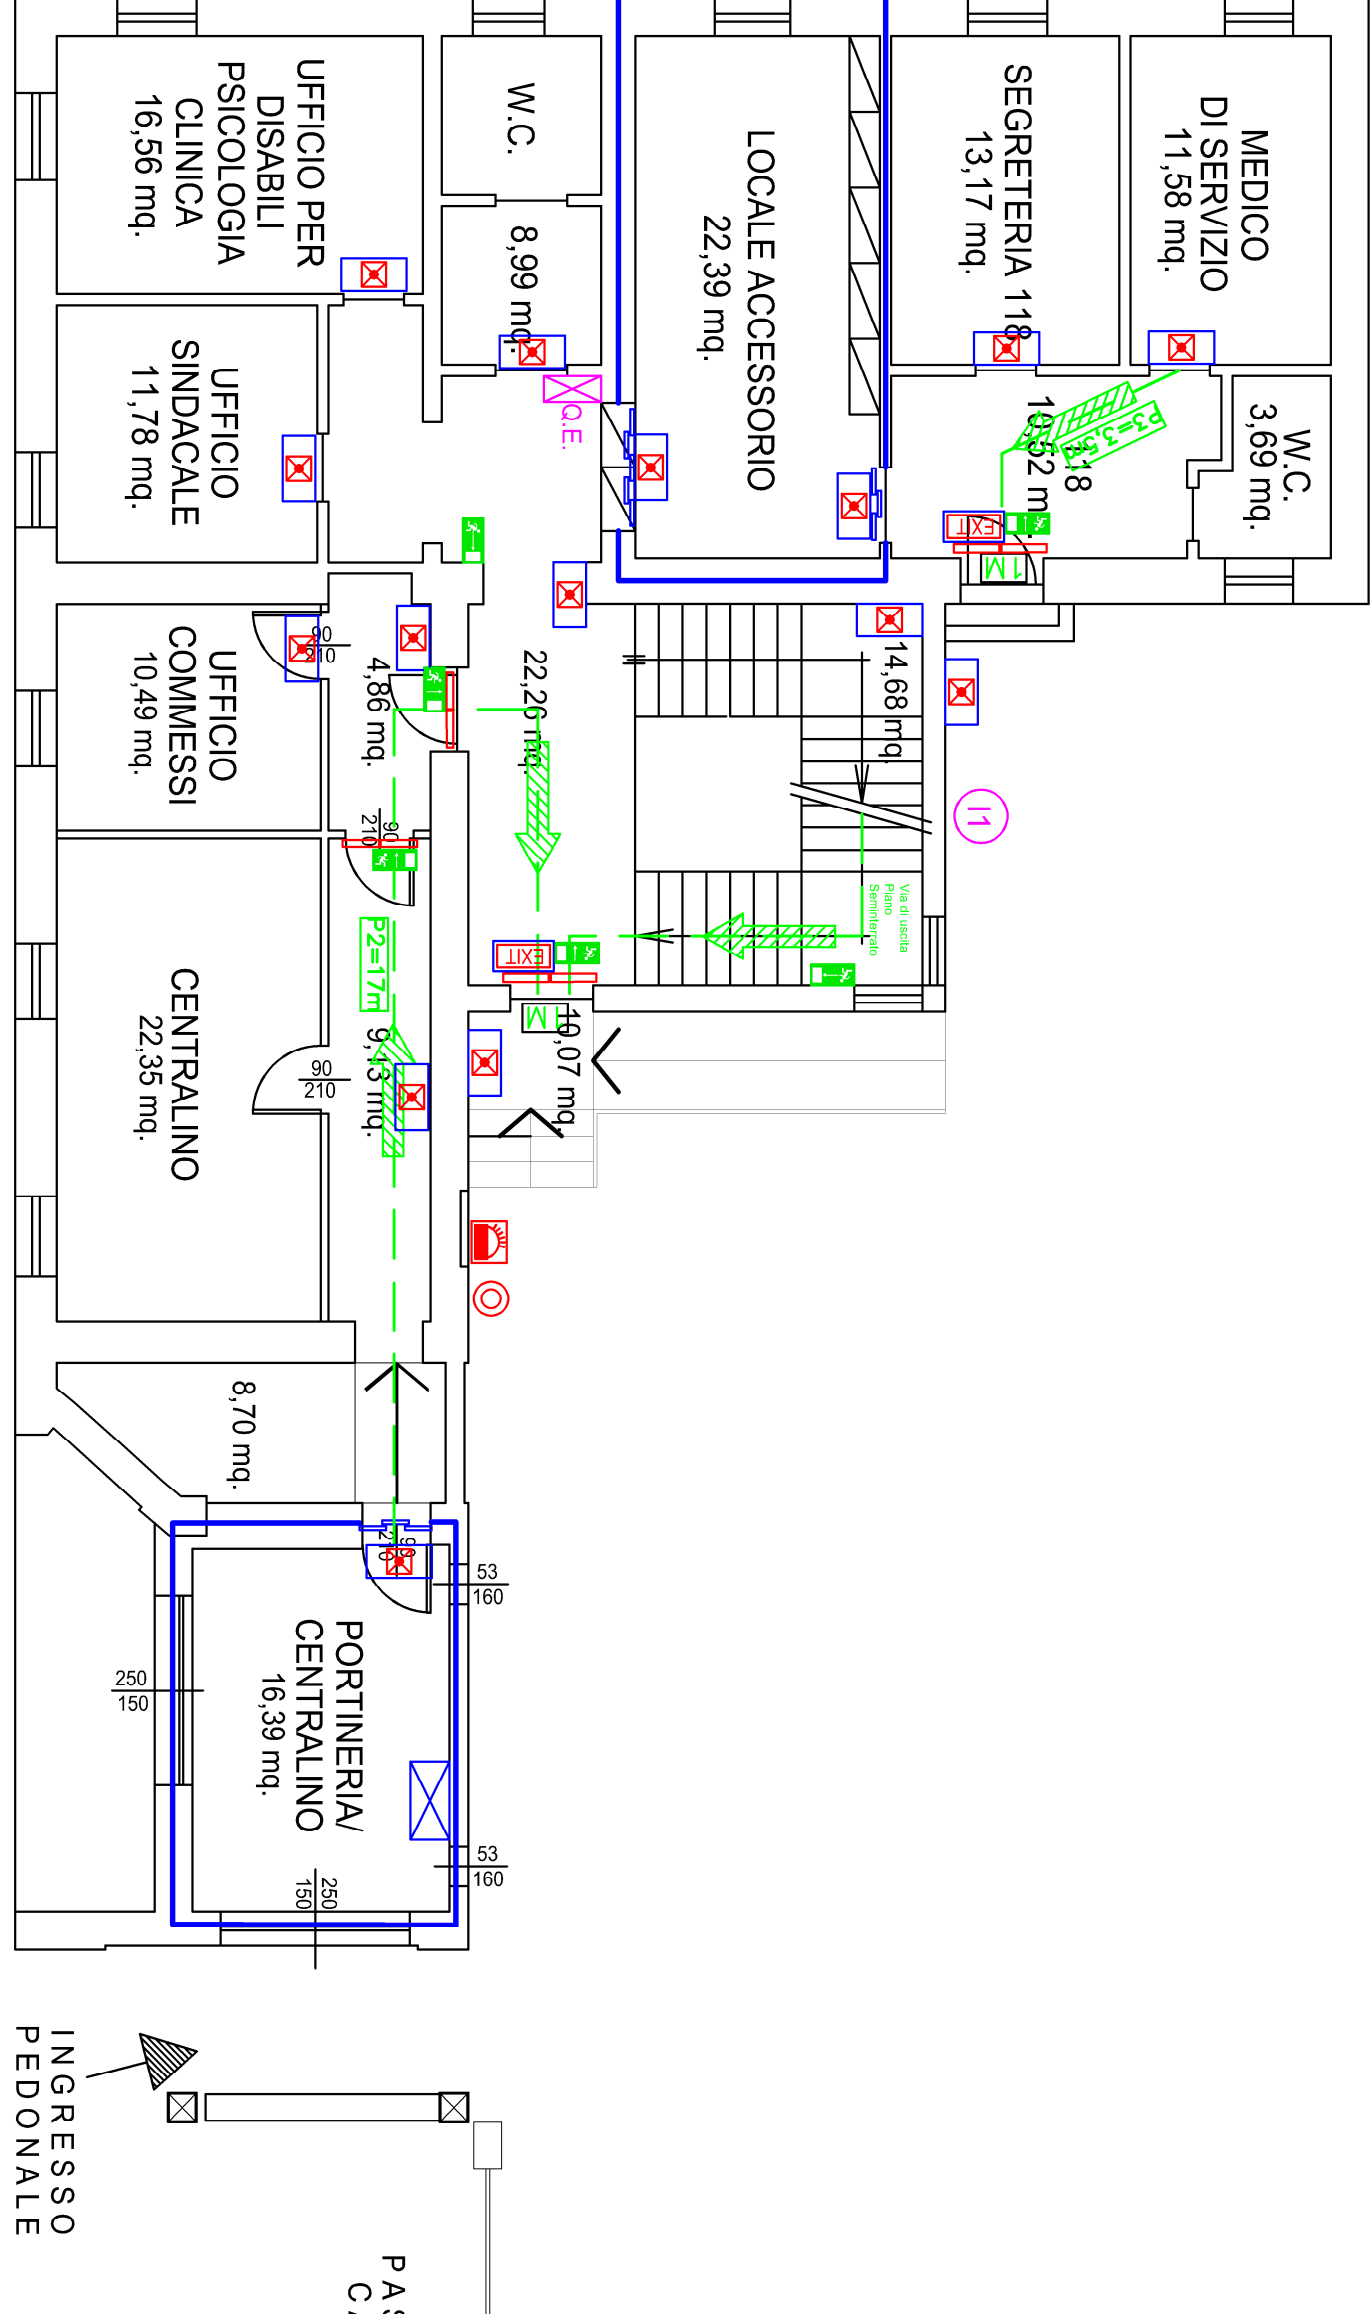 UFFICIO PER
DISABILI
PSICOLOGIA
CLINICA
16,56 mq.
W.C.
8,99 mq.
LOCALE ACCESSORIO
22,39 mq.
SEGRETERIA 118
13,17 mq.
MEDICO
DI SERVIZIO
11,58 mq.
W.C.
3,69 mq.
118
P3=3,5m
EXIT
1M
UFFICIO
SINDACALE
11,78 mq.
Q.E.
UFFICIO
COMMESSI
10,49 mq.
90
210
4,86 mq.
22,26 mq.
14,68 mq.
I1
Via di uscita
Piano
Seminterrato
90
210
CENTRALINO
22,35 mq.
90
210
P2=17m
9,13 mq.
EXIT
1M
10,07 mq.
8,70 mq.
90
210
PORTINERIA/
CENTRALINO
16,39 mq.
53
160
250
150
53
160
250
150
INGRESSO
PEDONALE